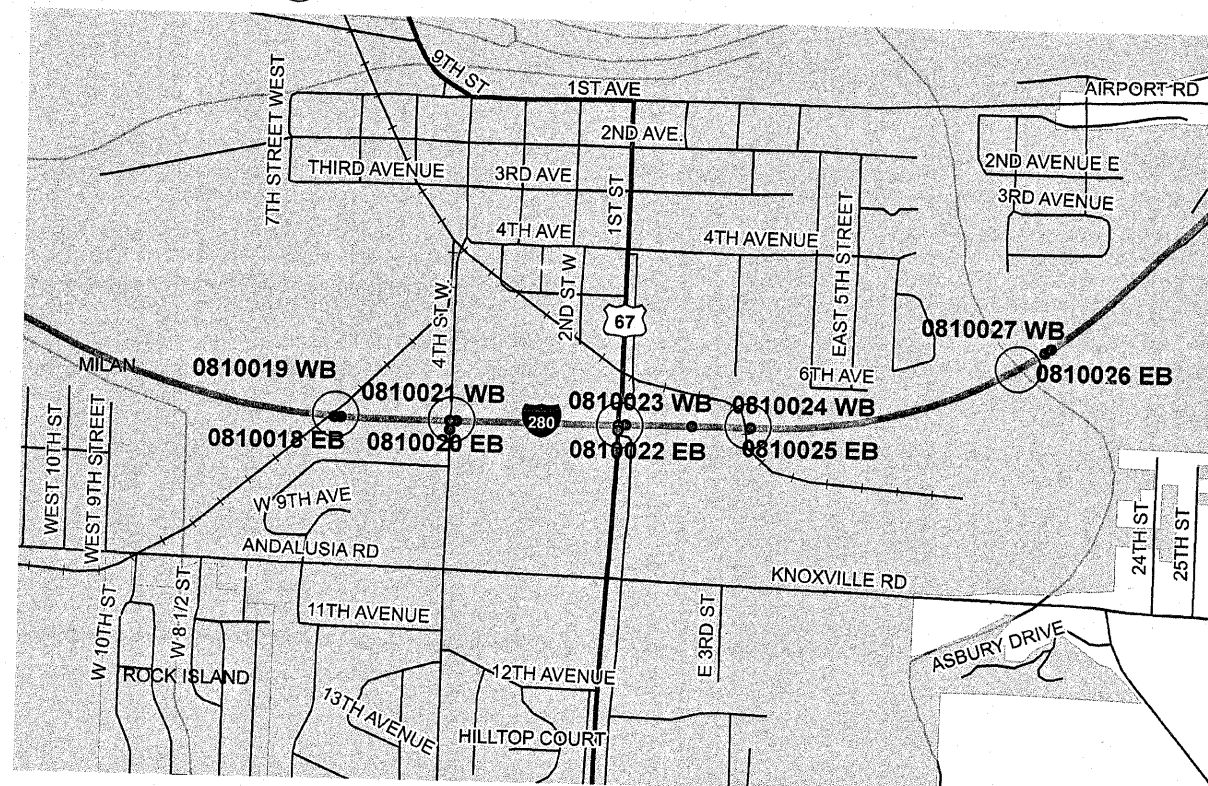 9TH ST
1ST AVE
AIRPORT RD
7TH STREET WEST
2ND AVE.
THIRD AVENUE
3RD AVE
1ST ST
2ND AVENUE E
3RD AVENUE
4TH AVE
4TH AVENUE
EAST 5TH STREET
4TH ST W
2ND ST W
67
0810027 WB
0810026 EB
MILAN
0810019 WB
0810021 WB
0810023 WB
0810024 WB
6TH AVE
280
0810018 EB
0810020 EB
0810022 EB
0810025 EB
WEST 10TH ST
WEST 9TH STREET
W 9TH AVE
ANDALUSIA RD
KNOXVILLE RD
24TH ST
25TH ST
W 10TH ST
W 8 1/2 ST
11TH AVENUE
E 3RD ST
ASBURY DRIVE
ROCK ISLAND
12TH AVENUE
13TH AVENUE
HILLTOP COURT